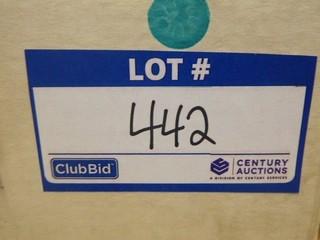 LOT #
442
ClubBid
CENTURY
AUCTIONS
A DIVISION OF CENTURY SERVICES